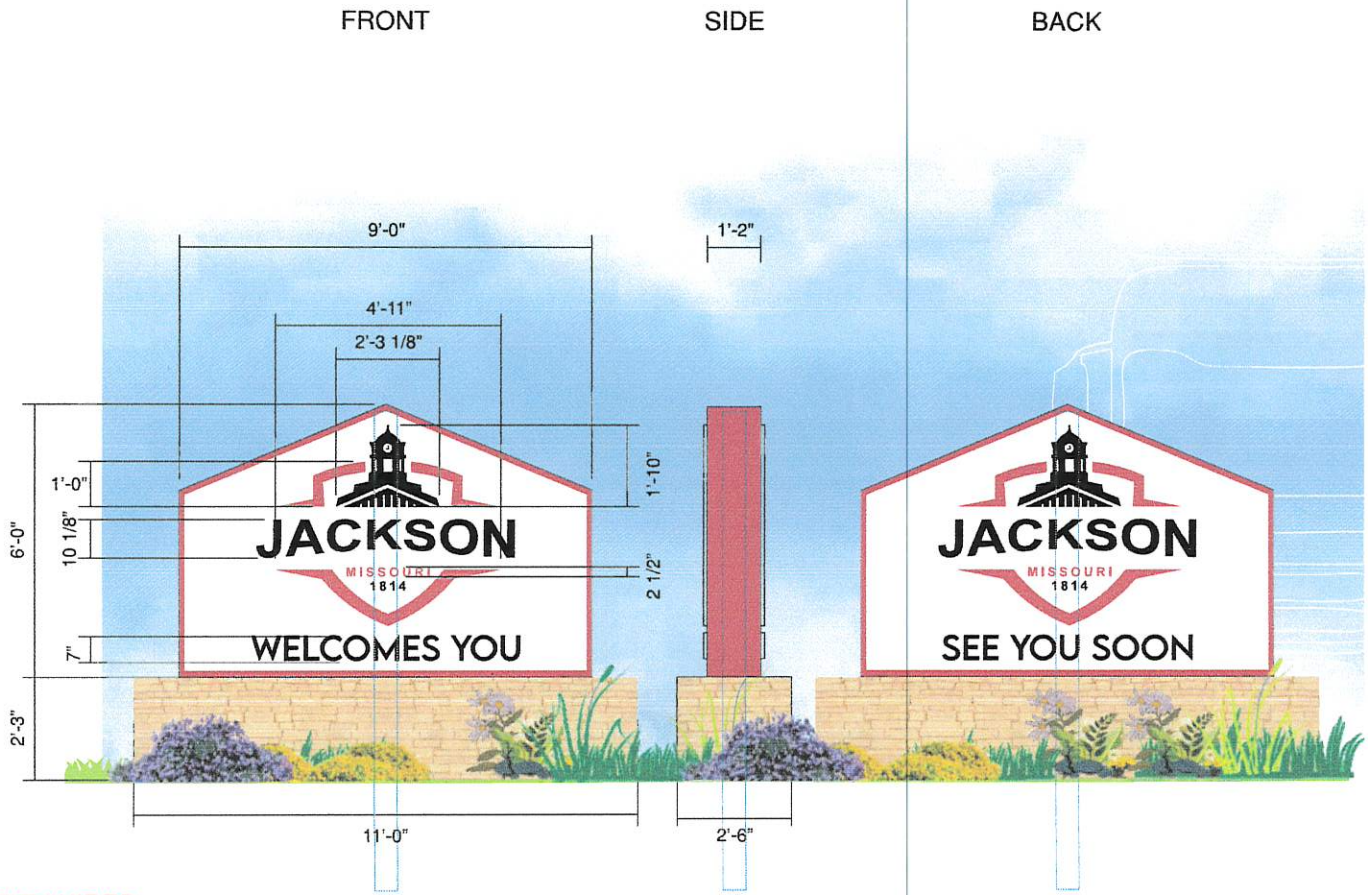 FRONT
SIDE
BACK
9'-0"
1'-2"
4'-11"
2'-3 1/8"
1'-0"
1'-10"
6'-0"
10 1/8"
JACKSON
MISSOURI
1814
2 1/2"
7"
WELCOMES YOU
JACKSON
MISSOURI
1814
SEE YOU SOON
2'-3"
11'-0"
2'-6"